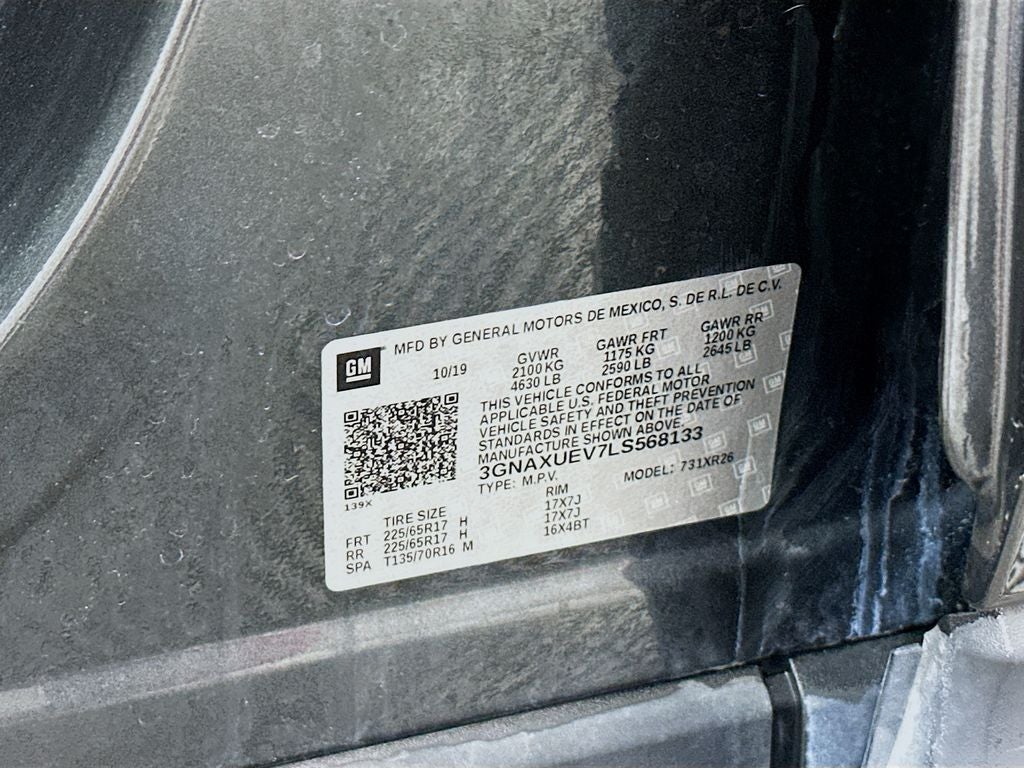 GM
MFD BY GENERAL MOTORS DE MEXICO, S. DE R.L. DE C.V.
10/19 GVWR GAWR FRT GAWR RR
2100 KG 1175 KG 1200 KG
4630 LB 2590 LB 2645 LB
THIS VEHICLE CONFORMS TO ALL
APPLICABLE U.S. FEDERAL MOTOR
VEHICLE SAFETY AND THEFT PREVENTION
STANDARDS IN EFFECT ON THE DATE OF
MANUFACTURE SHOWN ABOVE.
3GNAXUEV7LS568133
TYPE: M.P.V. MODEL: 731XR26
139X
TIRE SIZE RIM
FRT 225/65R17 H 17X7J
RR 225/65R17 H 17X7J
SPA T135/70R16 M 16X4BT